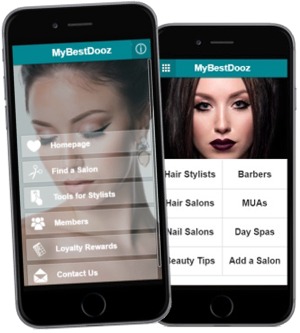 MyBestDooz
Homepage
Find a Salon
Tools for Stylists
Members
Loyalty Rewards
Contact Us
MyBestDooz
Hair Stylists Barbers
Hair Salons MUAs
Nail Salons Day Spas
Beauty Tips Add a Salon